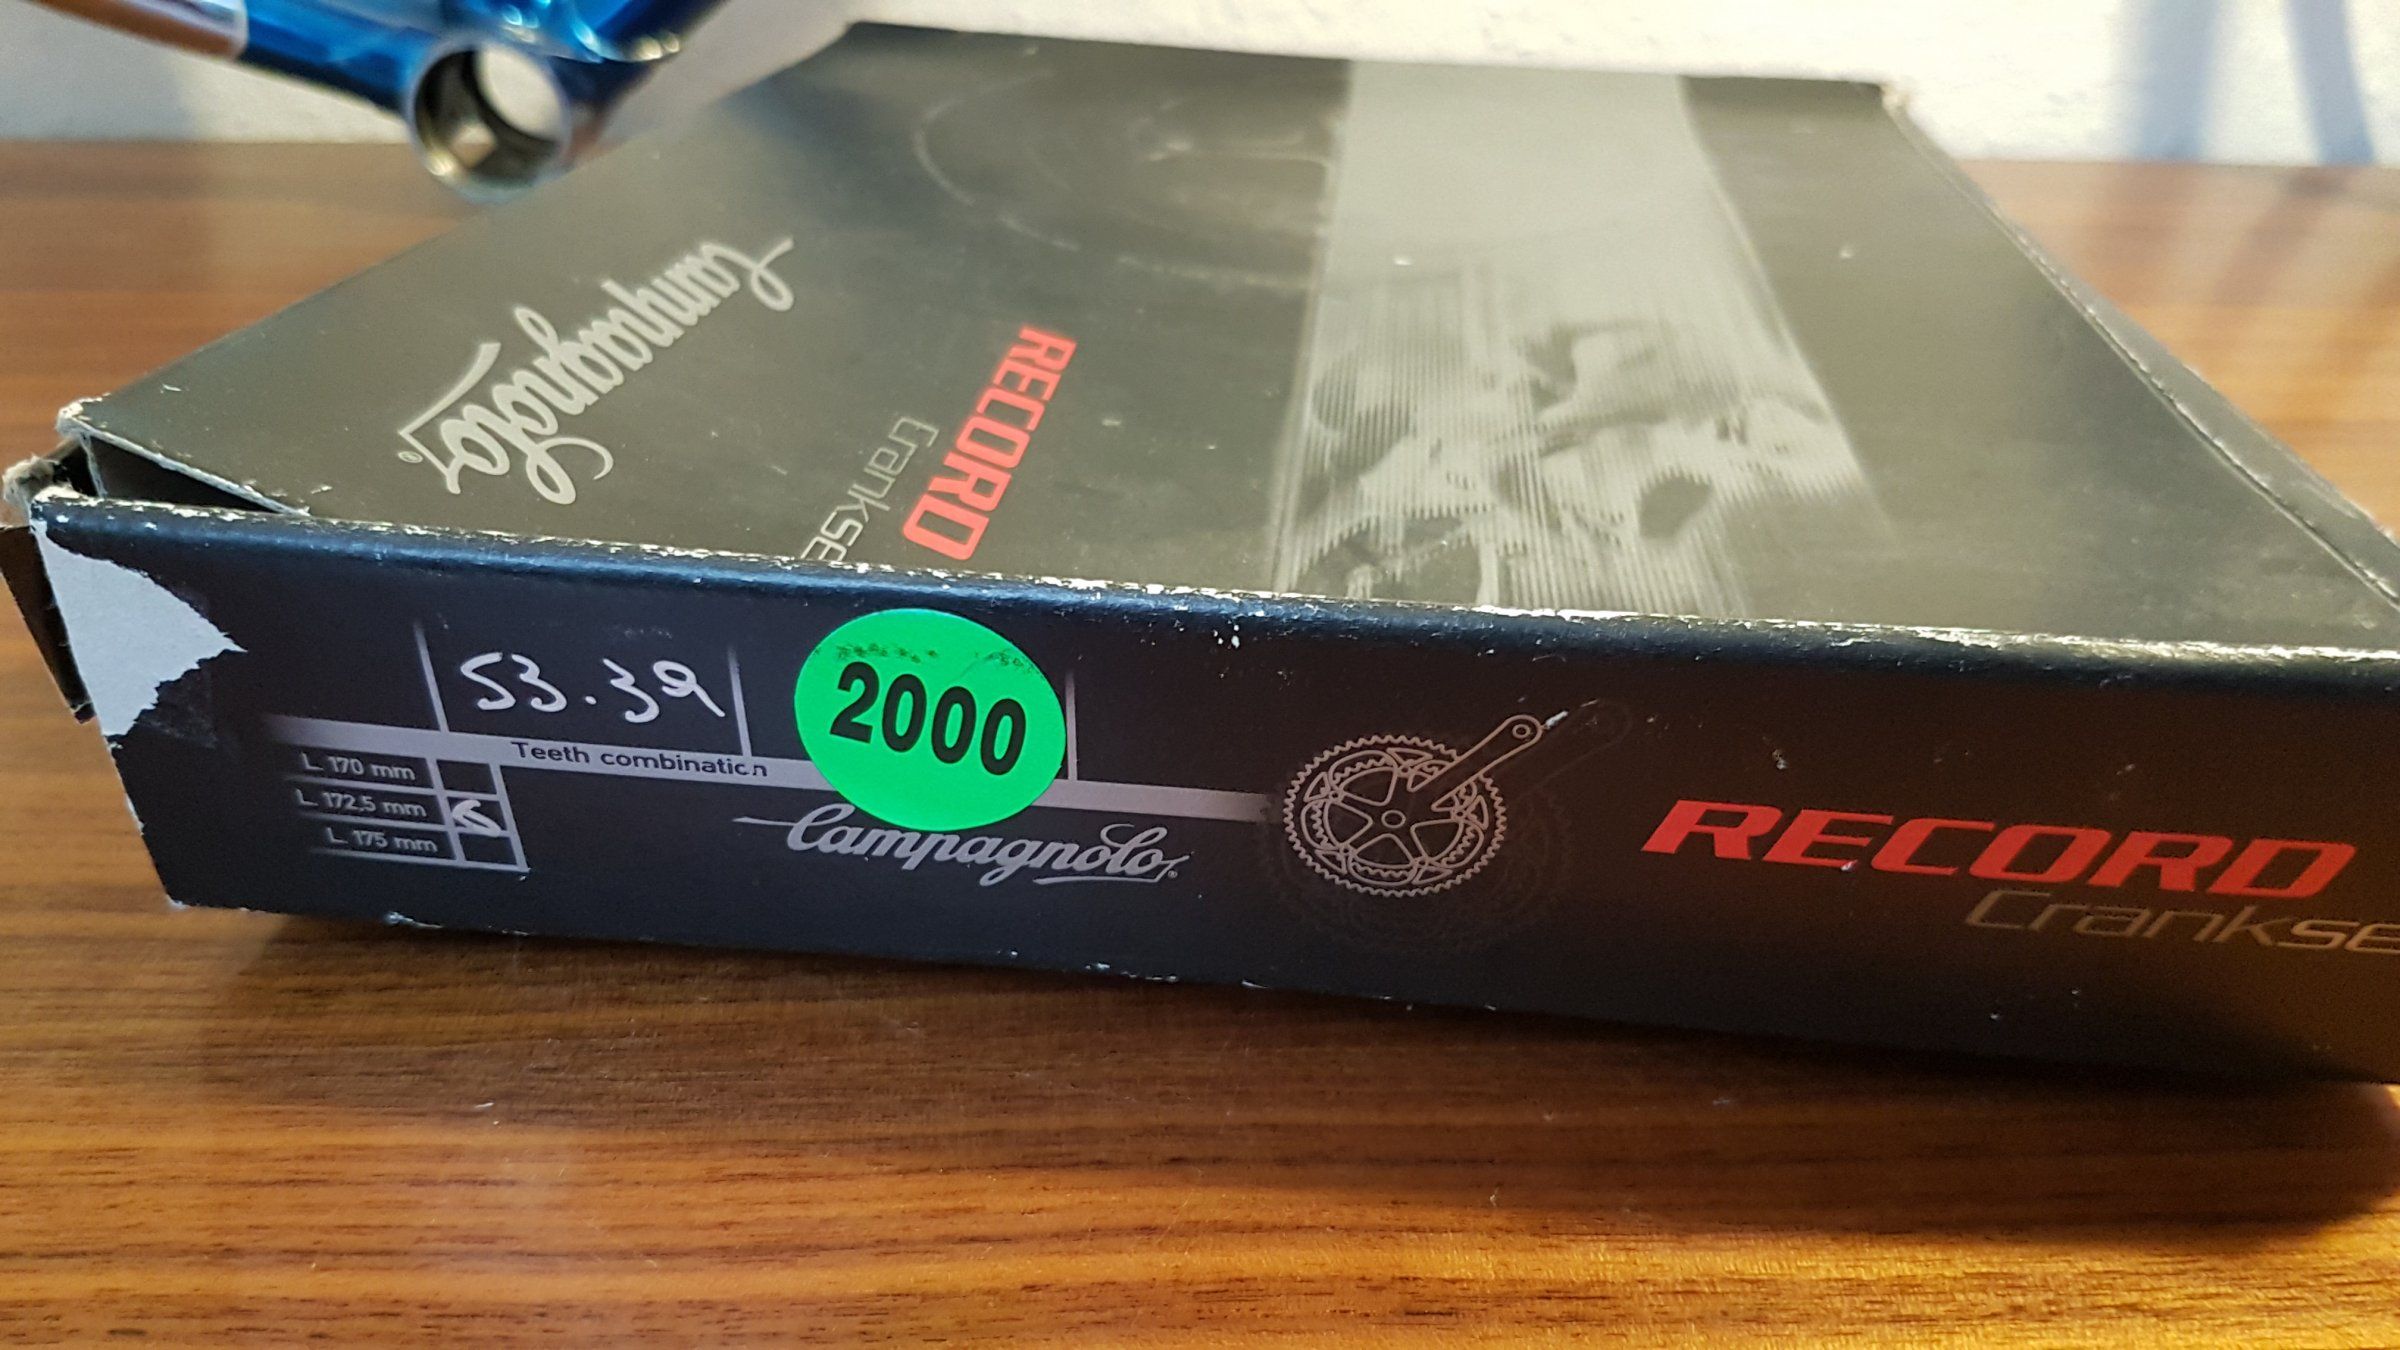 Campagnolo®
RECORD
Crankse
53.39
2000
Teeth combination
L. 170 mm
L. 172,5 mm
L. 175 mm
Campagnolo®
RECORD
Crankse